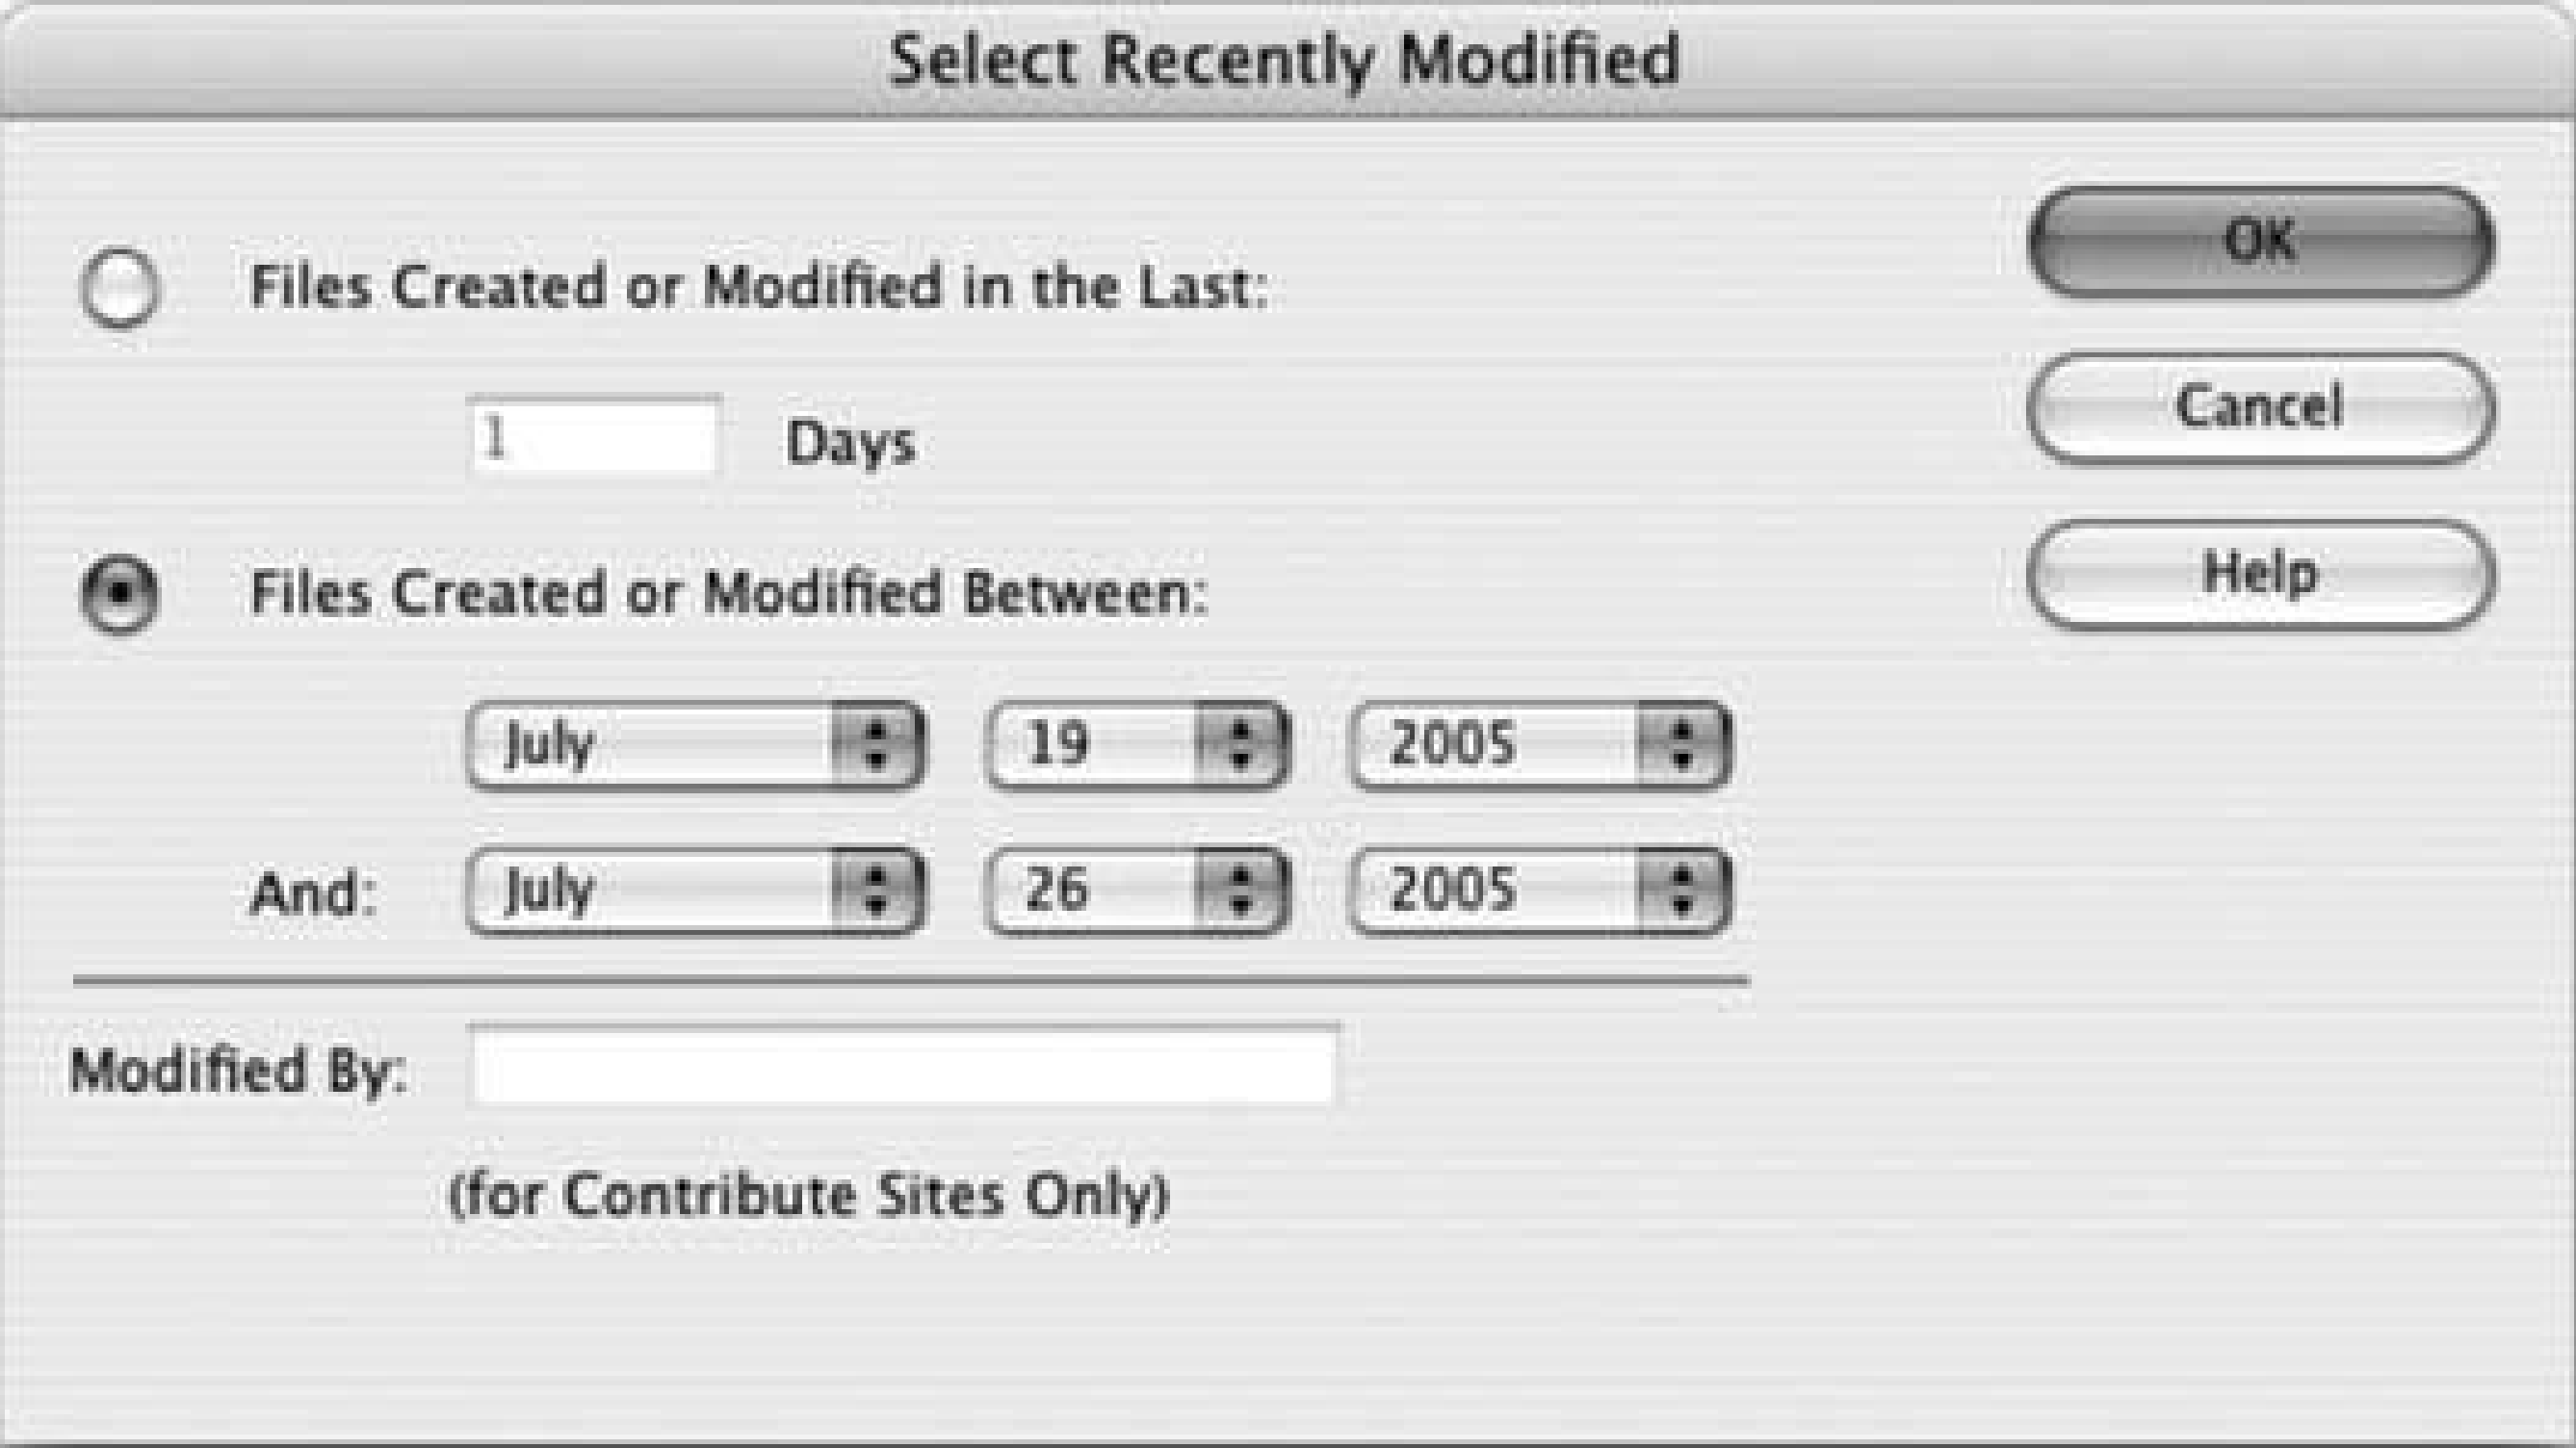 Select Recently Modified
Files Created or Modified in the Last:
1 Days
Files Created or Modified Between:
July 19 2005
And: July 26 2005
Modified By:
(for Contribute Sites Only)
OK
Cancel
Help